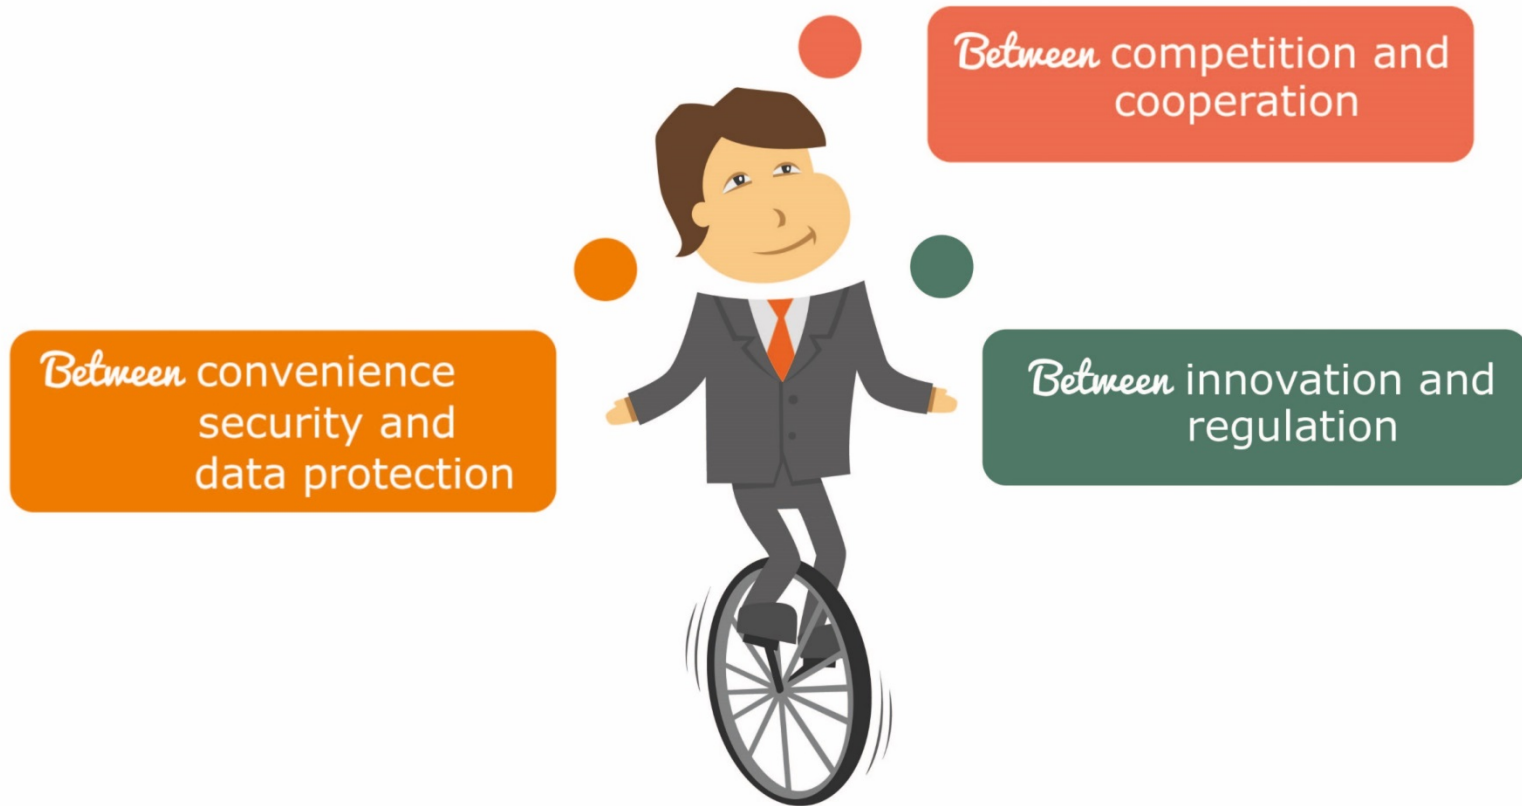 Between competition and
cooperation
Between convenience
security and
data protection
Between innovation and
regulation